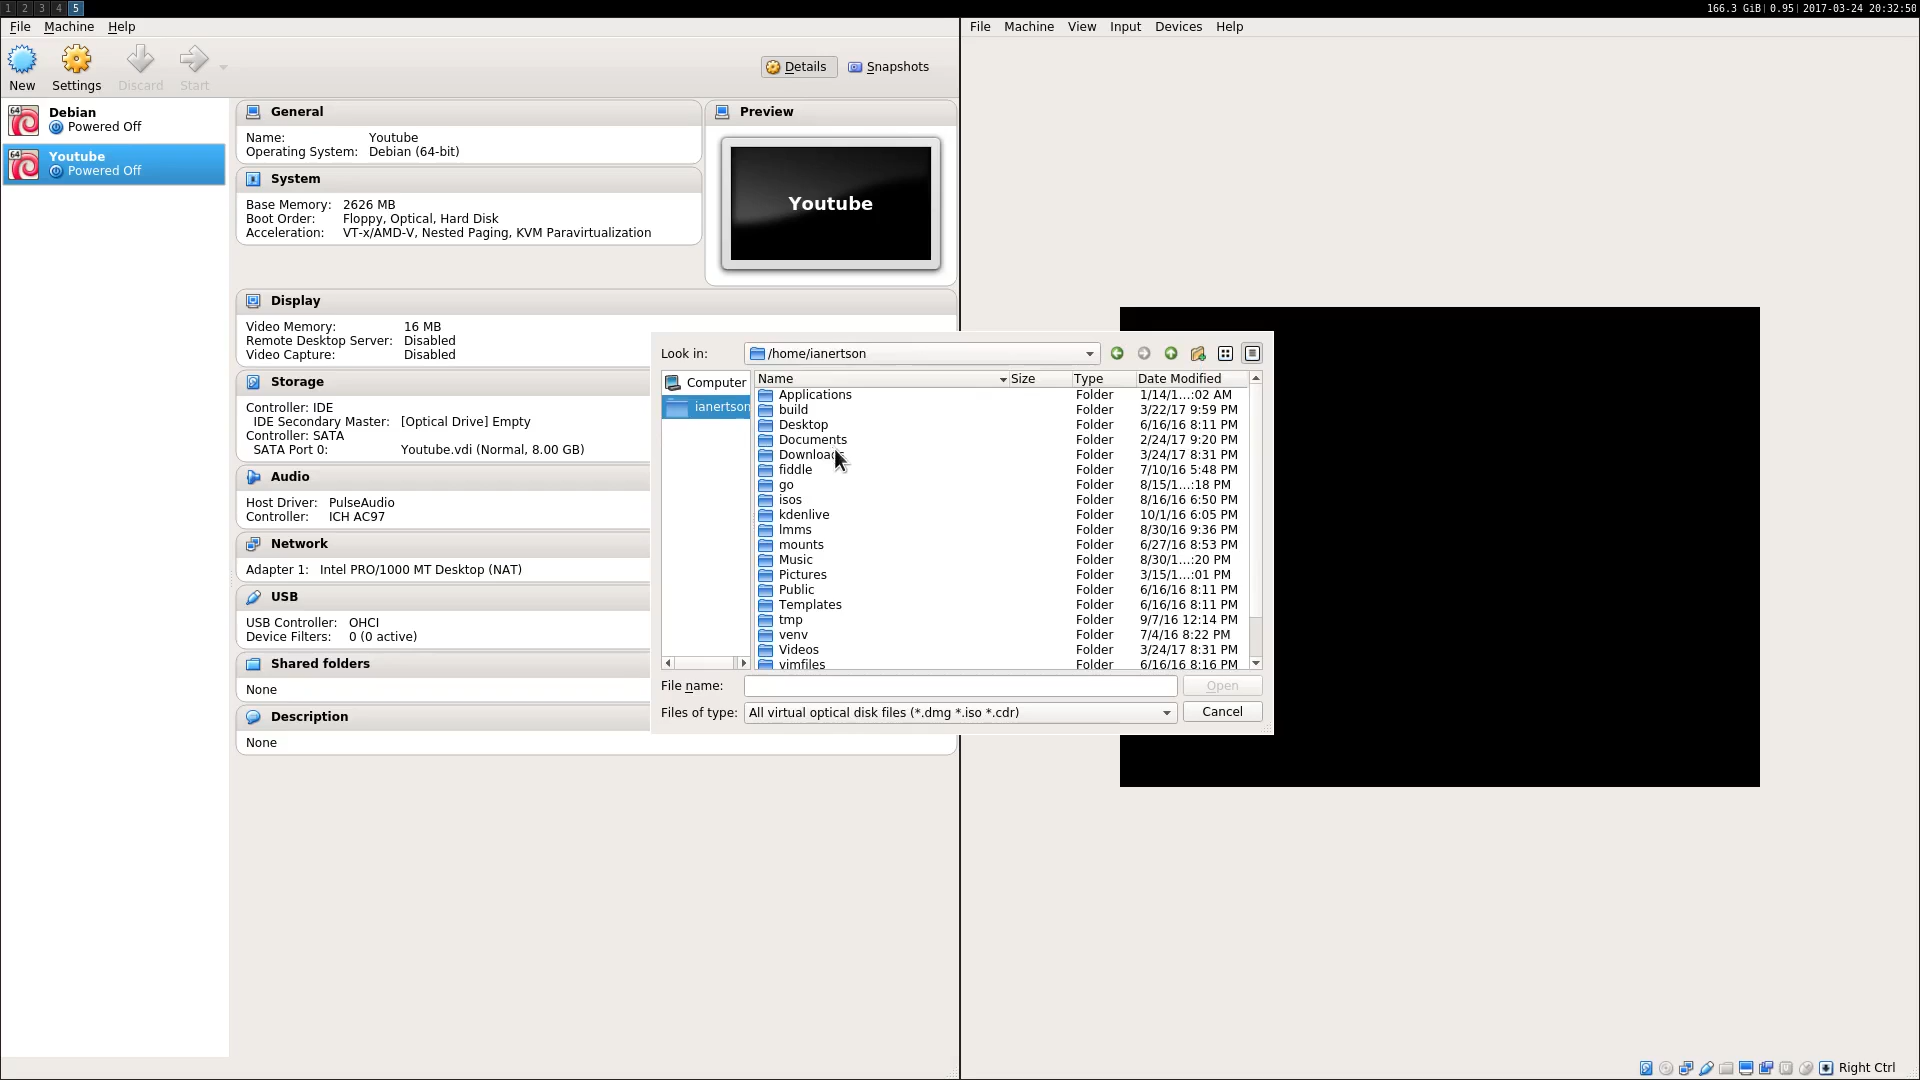 1 2 3 4 5
166.3 GiB| 0.95| 2017-03-24 20:32:50
File Machine Help
File Machine View Input Devices Help
New Settings Discard Start
Details Snapshots
Debian
Powered Off
Youtube
Powered Off
General
Name: Youtube
Operating System: Debian (64-bit)
Preview
Youtube
System
Base Memory: 2626 MB
Boot Order: Floppy, Optical, Hard Disk
Acceleration: VT-x/AMD-V, Nested Paging, KVM Paravirtualization
Display
Video Memory: 16 MB
Remote Desktop Server: Disabled
Video Capture: Disabled
Storage
Controller: IDE
IDE Secondary Master: [Optical Drive] Empty
Controller: SATA
SATA Port 0: Youtube.vdi (Normal, 8.00 GB)
Audio
Host Driver: PulseAudio
Controller: ICH AC97
Network
Adapter 1: Intel PRO/1000 MT Desktop (NAT)
USB
USB Controller: OHCI
Device Filters: 0 (0 active)
Shared folders
None
Description
None
Look in: /home/ianertson
Computer
ianertson
Name Size Type Date Modified
Applications Folder 1/14/1...:02 AM
build Folder 3/22/17 9:59 PM
Desktop Folder 6/16/16 8:11 PM
Documents Folder 2/24/17 9:20 PM
Downloads Folder 3/24/17 8:31 PM
fiddle Folder 7/10/16 5:48 PM
go Folder 8/15/1...:18 PM
isos Folder 8/16/16 6:50 PM
kdenlive Folder 10/1/16 6:05 PM
lmms Folder 8/30/16 9:36 PM
mounts Folder 6/27/16 8:53 PM
Music Folder 8/30/1...:20 PM
Pictures Folder 3/15/1...:01 PM
Public Folder 6/16/16 8:11 PM
Templates Folder 6/16/16 8:11 PM
tmp Folder 9/7/16 12:14 PM
venv Folder 7/4/16 8:22 PM
Videos Folder 3/24/17 8:31 PM
vimfiles Folder 6/16/16 8:16 PM
File name: Open
Files of type: All virtual optical disk files (*.dmg *.iso *.cdr) Cancel
Right Ctrl